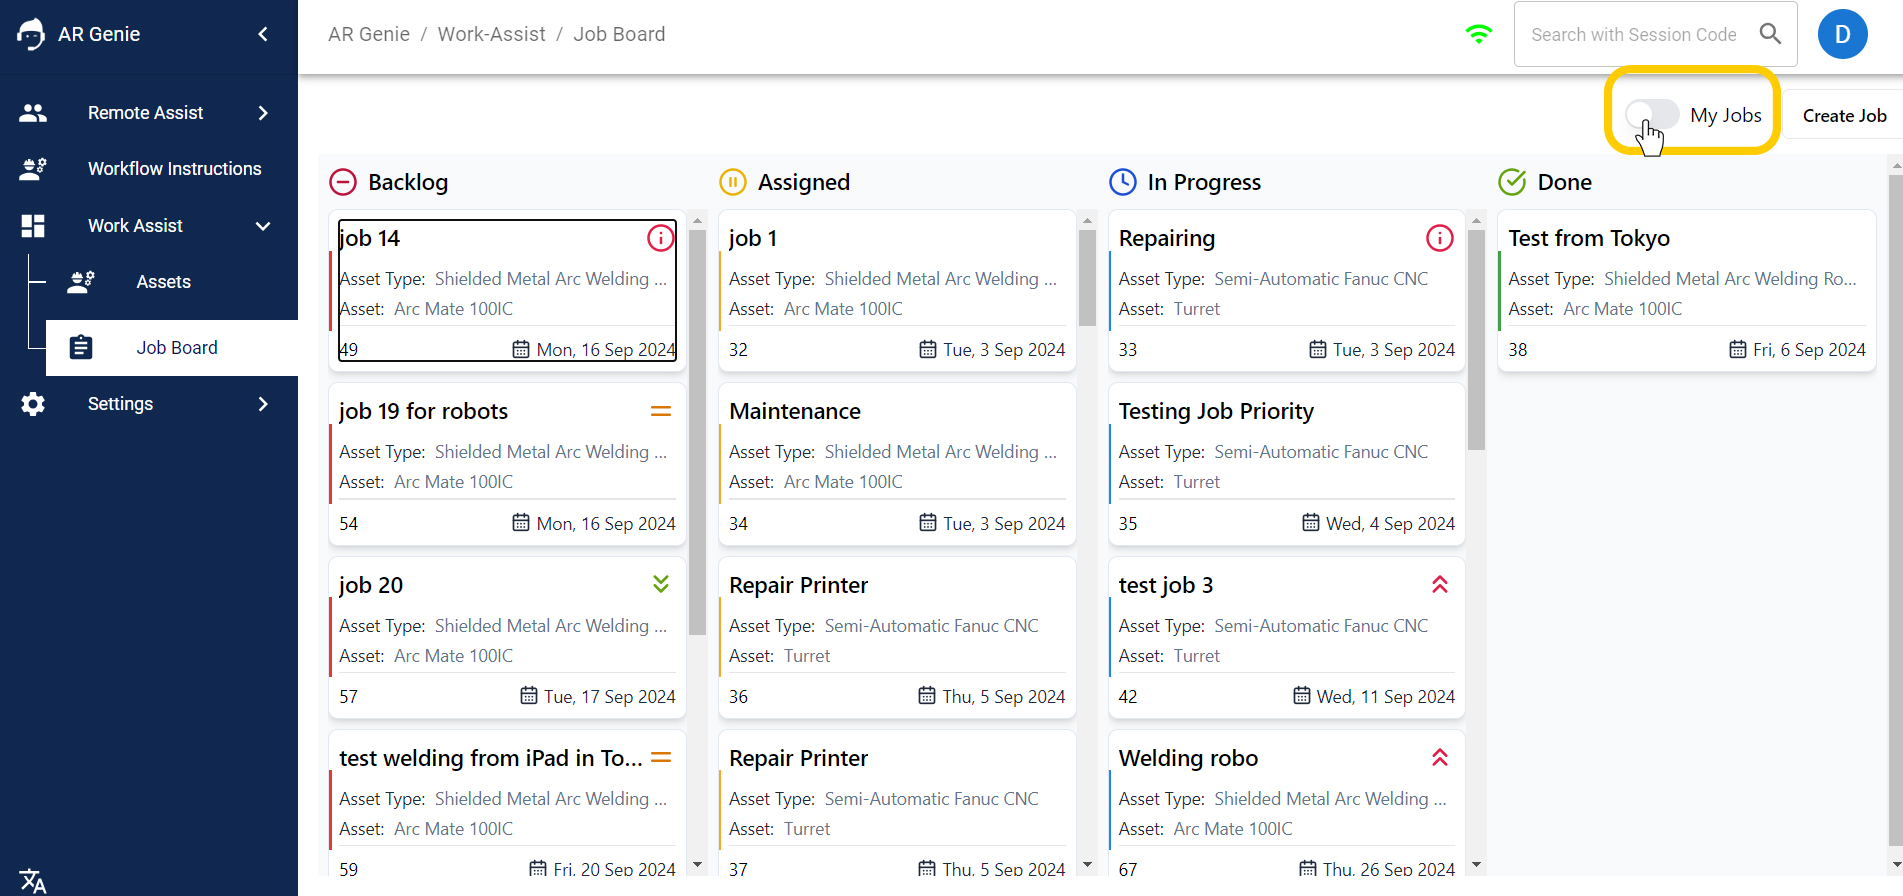 AR Genie
AR Genie / Work-Assist / Job Board
Search with Session Code
D
Remote Assist
Workflow Instructions
Work Assist
Assets
Job Board
Settings
My Jobs
Create Job
Backlog
job 14
Asset Type: Shielded Metal Arc Welding ...
Asset: Arc Mate 100IC
49 Mon, 16 Sep 2024
job 19 for robots
Asset Type: Shielded Metal Arc Welding ...
Asset: Arc Mate 100IC
54 Mon, 16 Sep 2024
job 20
Asset Type: Shielded Metal Arc Welding ...
Asset: Arc Mate 100IC
57 Tue, 17 Sep 2024
test welding from iPad in To...
Asset Type: Shielded Metal Arc Welding ...
Asset: Arc Mate 100IC
59 Fri, 20 Sep 2024
Assigned
job 1
Asset Type: Shielded Metal Arc Welding ...
Asset: Arc Mate 100IC
32 Tue, 3 Sep 2024
Maintenance
Asset Type: Shielded Metal Arc Welding ...
Asset: Arc Mate 100IC
34 Tue, 3 Sep 2024
Repair Printer
Asset Type: Semi-Automatic Fanuc CNC
Asset: Turret
36 Thu, 5 Sep 2024
Repair Printer
Asset Type: Semi-Automatic Fanuc CNC
Asset: Turret
37 Thu, 5 Sep 2024
In Progress
Repairing
Asset Type: Semi-Automatic Fanuc CNC
Asset: Turret
33 Tue, 3 Sep 2024
Testing Job Priority
Asset Type: Semi-Automatic Fanuc CNC
Asset: Turret
35 Wed, 4 Sep 2024
test job 3
Asset Type: Semi-Automatic Fanuc CNC
Asset: Turret
42 Wed, 11 Sep 2024
Welding robo
Asset Type: Shielded Metal Arc Welding ...
Asset: Arc Mate 100IC
67 Thu, 26 Sep 2024
Done
Test from Tokyo
Asset Type: Shielded Metal Arc Welding Ro...
Asset: Arc Mate 100IC
38 Fri, 6 Sep 2024